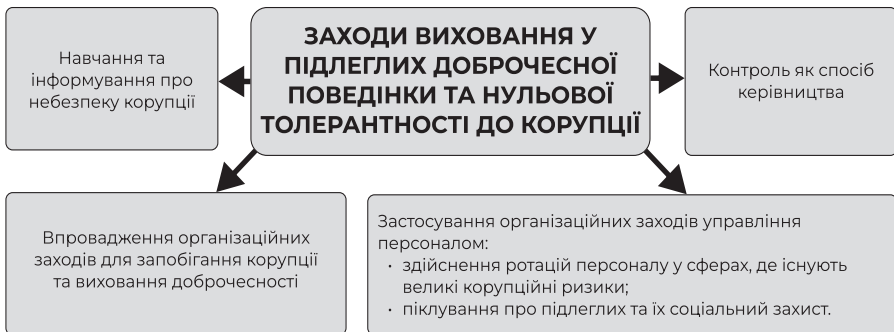 ЗАХОДИ ВИХОВАННЯ У
ПІДЛЕГЛИХ ДОБРОЧЕСНОЇ
ПОВЕДІНКИ ТА НУЛЬОВОЇ
ТОЛЕРАНТНОСТІ ДО КОРУПЦІЇ
Навчання та
інформування про
небезпеку корупції
Контроль як спосіб
керівництва
Впровадження організаційних
заходів для запобігання корупції
та виховання доброчесності
Застосування організаційних заходів управління
персоналом:
· здійснення ротацій персоналу у сферах, де існують
великі корупційні ризики;
· піклування про підлеглих та їх соціальний захист.